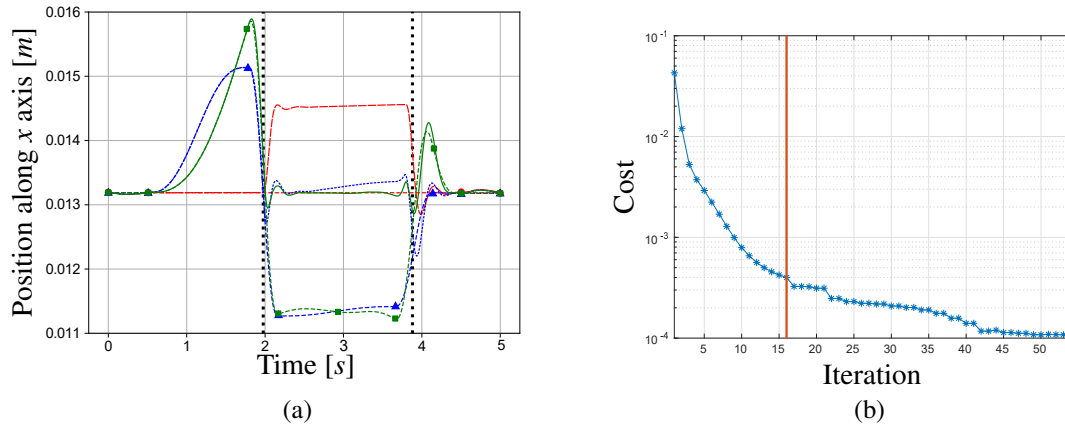 0.016
0.015
0.014
0.013
0.012
0.011
Position along x axis [m]
0 1 2 3 4 5
Time [s]
(a)
10-1
10-2
10-3
10-4
Cost
5 10 15 20 25 30 35 40 45 50
Iteration
(b)